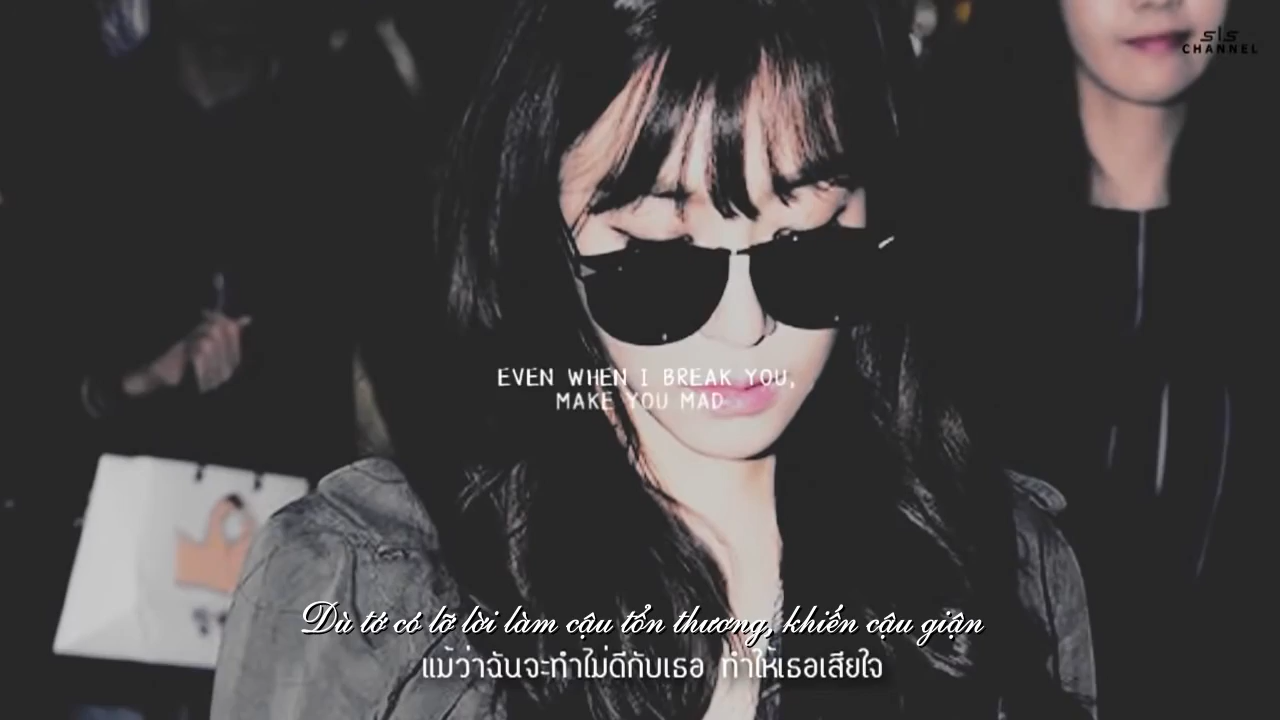 sls
CHANNEL
EVEN WHEN I BREAK YOU,
MAKE YOU MAD
Dù tớ có lỡ lời làm cậu tổn thương, khiến cậu giận
แม้ว่าฉันจะทำไม่ดีกับเธอ ทำให้เธอเสียใจ